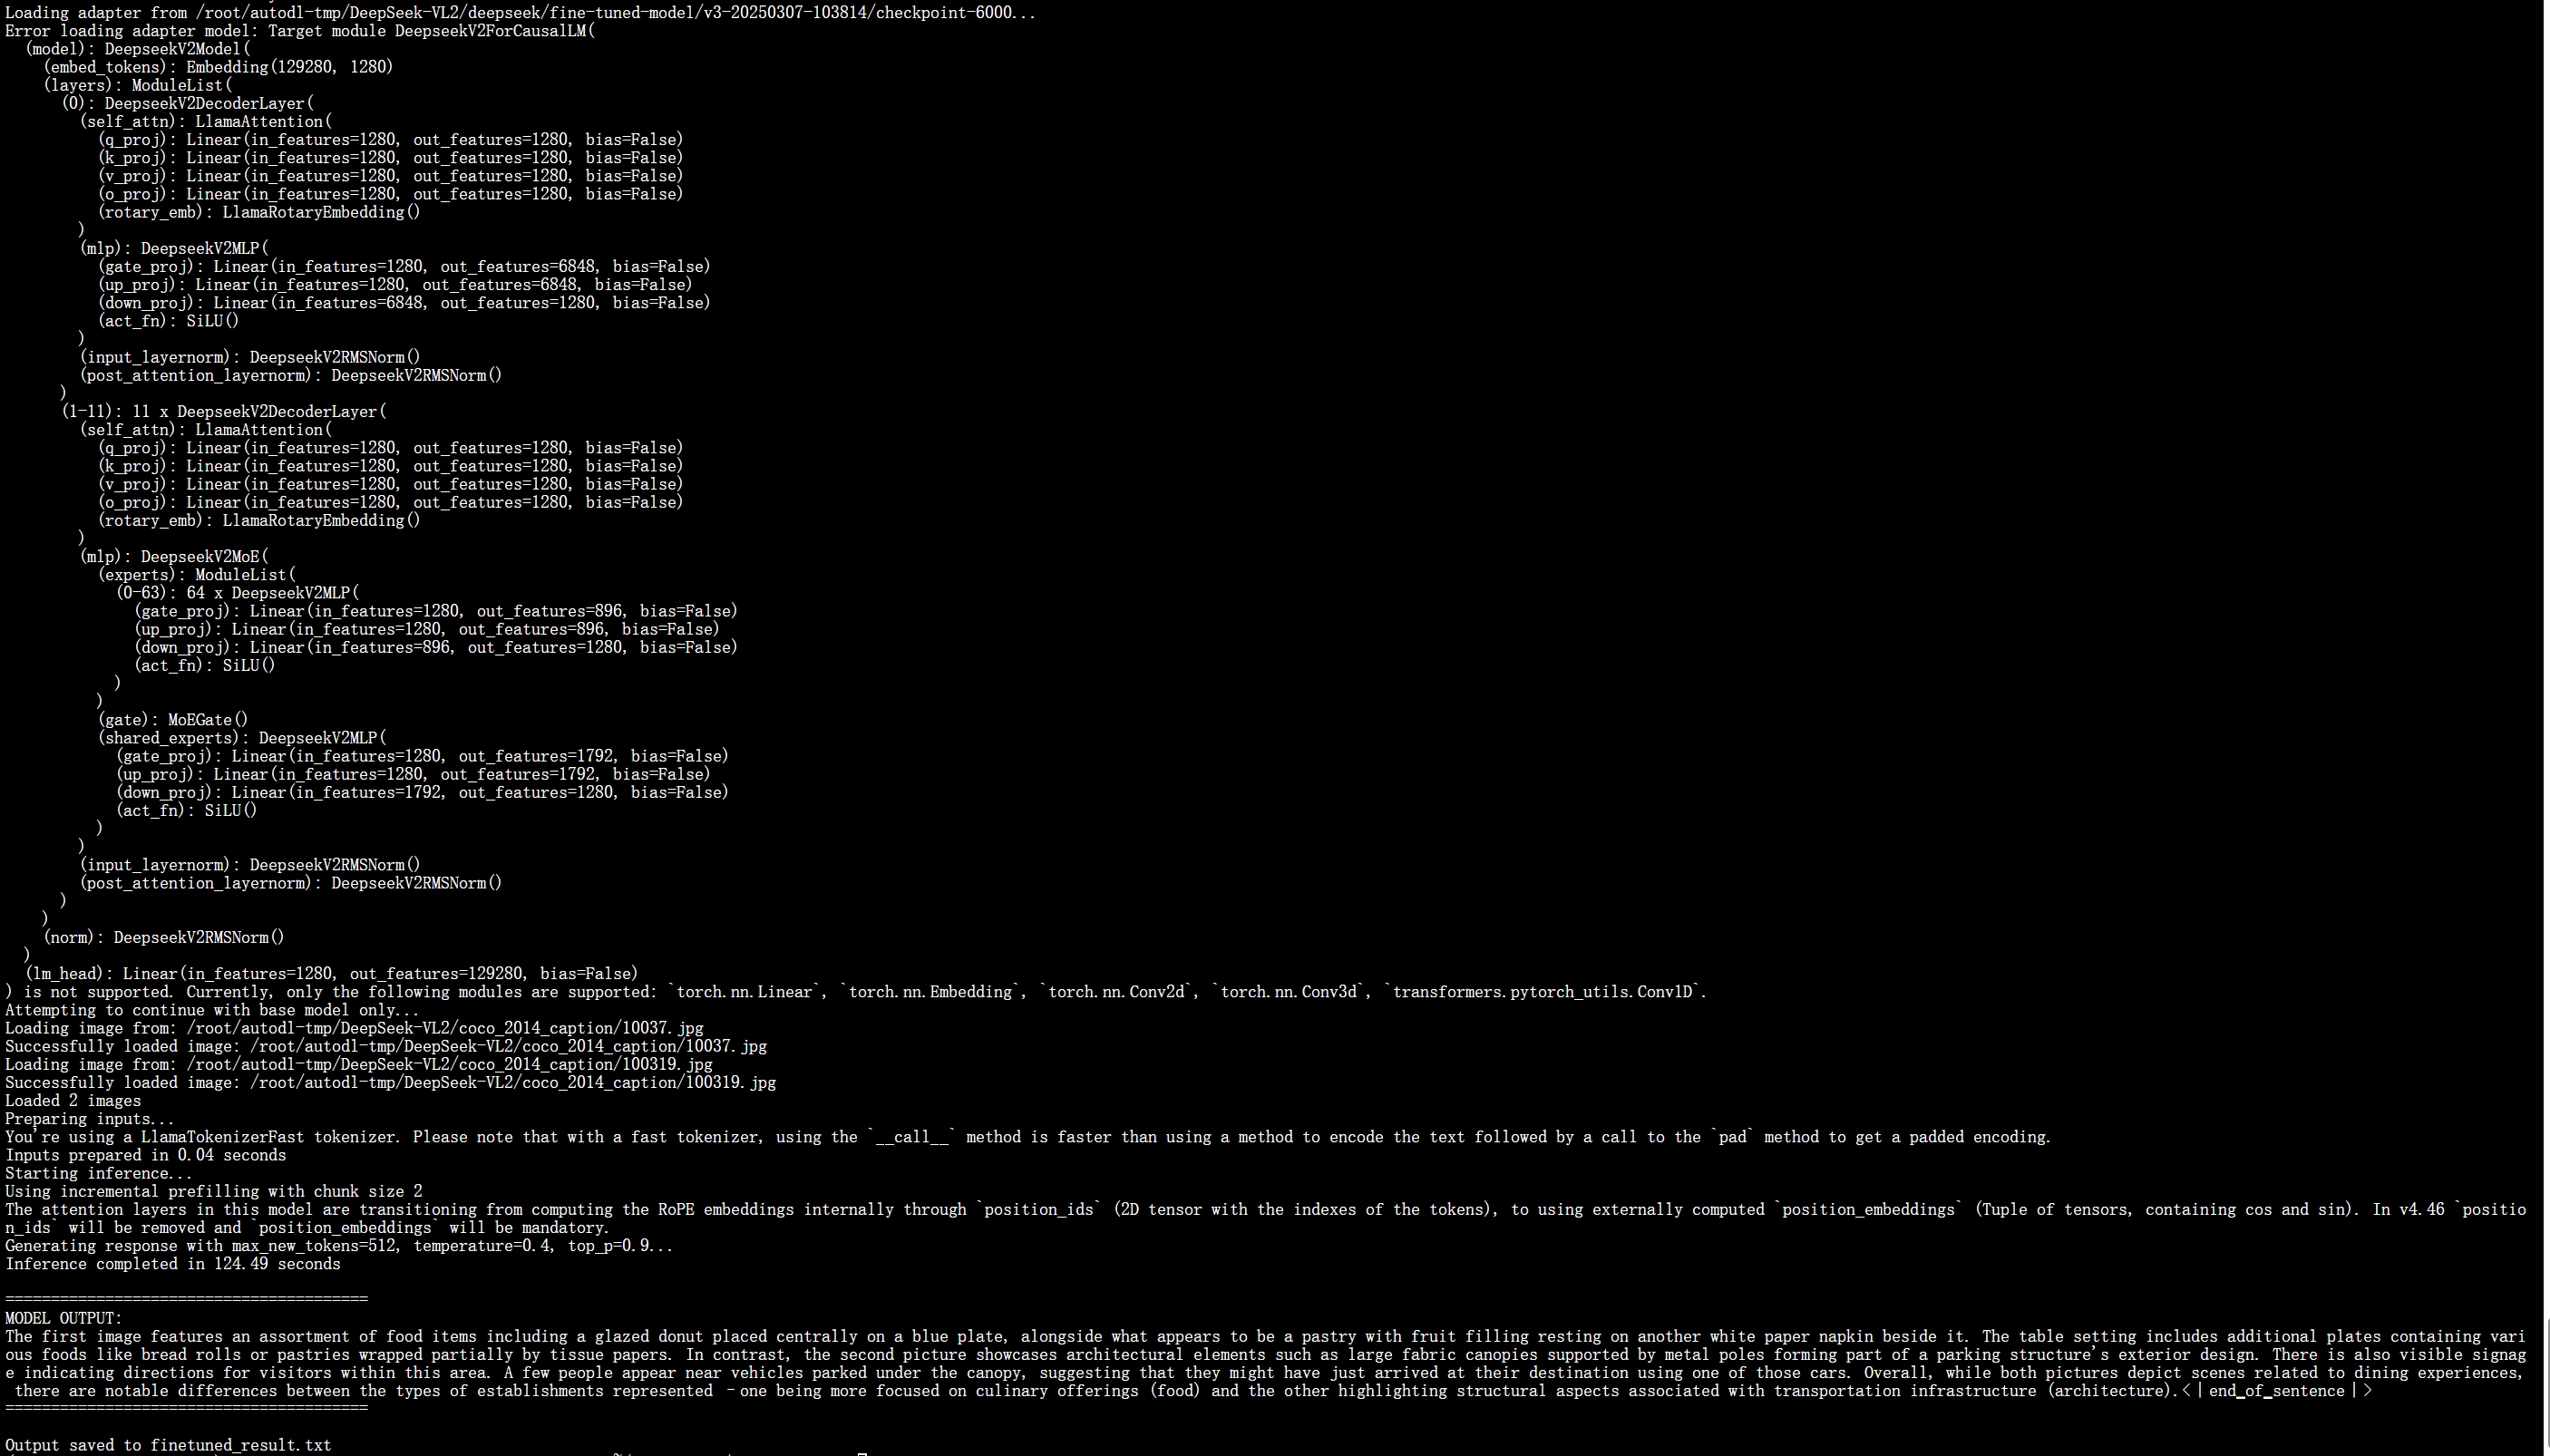 Loading adapter from /root/autodl-tmp/DeepSeek-VL2/deepseek/fine-tuned-model/v3-20250307-103814/checkpoint-6000...
Error loading adapter model: Target module DeepseekV2ForCausalLM(
  (model): DeepseekV2Model(
    (embed_tokens): Embedding(129280, 1280)
    (layers): ModuleList(
      (0): DeepseekV2DecoderLayer(
        (self_attn): LlamaAttention(
          (q_proj): Linear(in_features=1280, out_features=1280, bias=False)
          (k_proj): Linear(in_features=1280, out_features=1280, bias=False)
          (v_proj): Linear(in_features=1280, out_features=1280, bias=False)
          (o_proj): Linear(in_features=1280, out_features=1280, bias=False)
          (rotary_emb): LlamaRotaryEmbedding()
        )
        (mlp): DeepseekV2MLP(
          (gate_proj): Linear(in_features=1280, out_features=6848, bias=False)
          (up_proj): Linear(in_features=1280, out_features=6848, bias=False)
          (down_proj): Linear(in_features=6848, out_features=1280, bias=False)
          (act_fn): SiLU()
        )
        (input_layernorm): DeepseekV2RMSNorm()
        (post_attention_layernorm): DeepseekV2RMSNorm()
      )
      (1-11): 11 x DeepseekV2DecoderLayer(
        (self_attn): LlamaAttention(
          (q_proj): Linear(in_features=1280, out_features=1280, bias=False)
          (k_proj): Linear(in_features=1280, out_features=1280, bias=False)
          (v_proj): Linear(in_features=1280, out_features=1280, bias=False)
          (o_proj): Linear(in_features=1280, out_features=1280, bias=False)
          (rotary_emb): LlamaRotaryEmbedding()
        )
        (mlp): DeepseekV2MoE(
          (experts): ModuleList(
            (0-63): 64 x DeepseekV2MLP(
              (gate_proj): Linear(in_features=1280, out_features=896, bias=False)
              (up_proj): Linear(in_features=1280, out_features=896, bias=False)
              (down_proj): Linear(in_features=896, out_features=1280, bias=False)
              (act_fn): SiLU()
            )
          )
          (gate): MoEGate()
          (shared_experts): DeepseekV2MLP(
            (gate_proj): Linear(in_features=1280, out_features=1792, bias=False)
            (up_proj): Linear(in_features=1280, out_features=1792, bias=False)
            (down_proj): Linear(in_features=1792, out_features=1280, bias=False)
            (act_fn): SiLU()
          )
        )
        (input_layernorm): DeepseekV2RMSNorm()
        (post_attention_layernorm): DeepseekV2RMSNorm()
      )
    )
    (norm): DeepseekV2RMSNorm()
  )
  (lm_head): Linear(in_features=1280, out_features=129280, bias=False)
) is not supported. Currently, only the following modules are supported: `torch.nn.Linear`, `torch.nn.Embedding`, `torch.nn.Conv2d`, `torch.nn.Conv3d`, `transformers.pytorch_utils.Conv1D`.
Attempting to continue with base model only...
Loading image from: /root/autodl-tmp/DeepSeek-VL2/coco_2014_caption/10037.jpg
Successfully loaded image: /root/autodl-tmp/DeepSeek-VL2/coco_2014_caption/10037.jpg
Loading image from: /root/autodl-tmp/DeepSeek-VL2/coco_2014_caption/100319.jpg
Successfully loaded image: /root/autodl-tmp/DeepSeek-VL2/coco_2014_caption/100319.jpg
Loaded 2 images
Preparing inputs...
You're using a LlamaTokenizerFast tokenizer. Please note that with a fast tokenizer, using the `__call__` method is faster than using a method to encode the text followed by a call to the `pad` method to get a padded encoding.
Inputs prepared in 0.04 seconds
Starting inference...
Using incremental prefilling with chunk size 2
The attention layers in this model are transitioning from computing the RoPE embeddings internally through `position_ids` (2D tensor with the indexes of the tokens), to using externally computed `position_embeddings` (Tuple of tensors, containing cos and sin). In v4.46 `positio
n_ids` will be removed and `position_embeddings` will be mandatory.
Generating response with max_new_tokens=512, temperature=0.4, top_p=0.9...
Inference completed in 124.49 seconds
========================================
MODEL OUTPUT:
The first image features an assortment of food items including a glazed donut placed centrally on a blue plate, alongside what appears to be a pastry with fruit filling resting on another white paper napkin beside it. The table setting includes additional plates containing vari
ous foods like bread rolls or pastries wrapped partially by tissue papers. In contrast, the second picture showcases architectural elements such as large fabric canopies supported by metal poles forming part of a parking structure's exterior design. There is also visible signag
e indicating directions for visitors within this area. A few people appear near vehicles parked under the canopy, suggesting that they might have just arrived at their destination using one of those cars. Overall, while both pictures depict scenes related to dining experiences,
 there are notable differences between the types of establishments represented -one being more focused on culinary offerings (food) and the other highlighting structural aspects associated with transportation infrastructure (architecture).<｜end▁of▁sentence｜>
========================================
Output saved to finetuned_result.txt